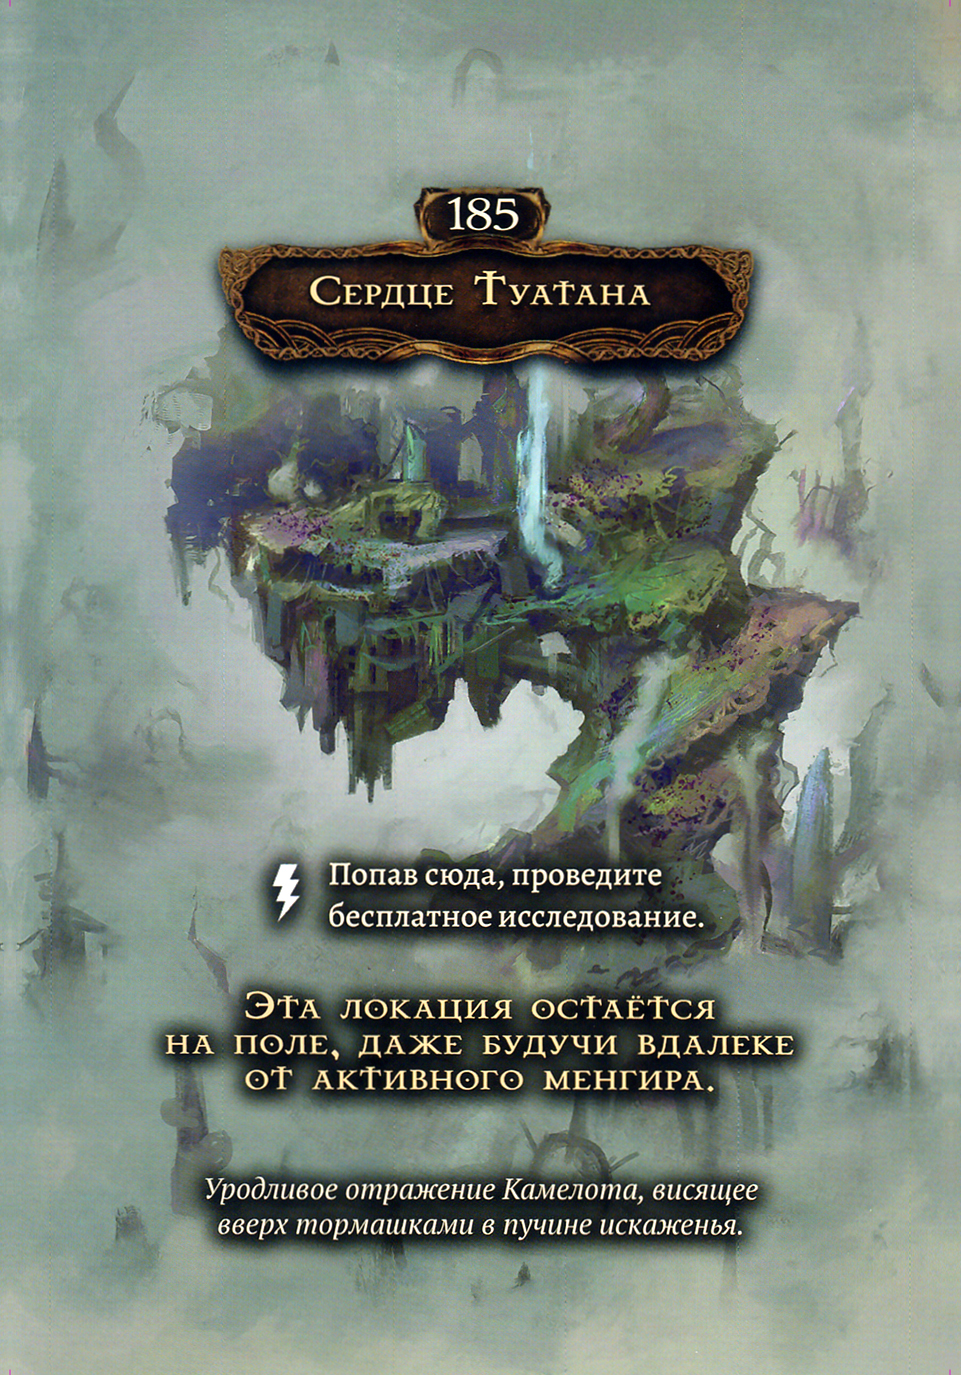 185
Сердце Туатана
Попав сюда, проведите
бесплатное исследование.
Эта локация остаётся
на поле, даже будучи вдалеке
от активного менгира.
Уродливое отражение Камелота, висящее
вверх тормашками в пучине искаженья.